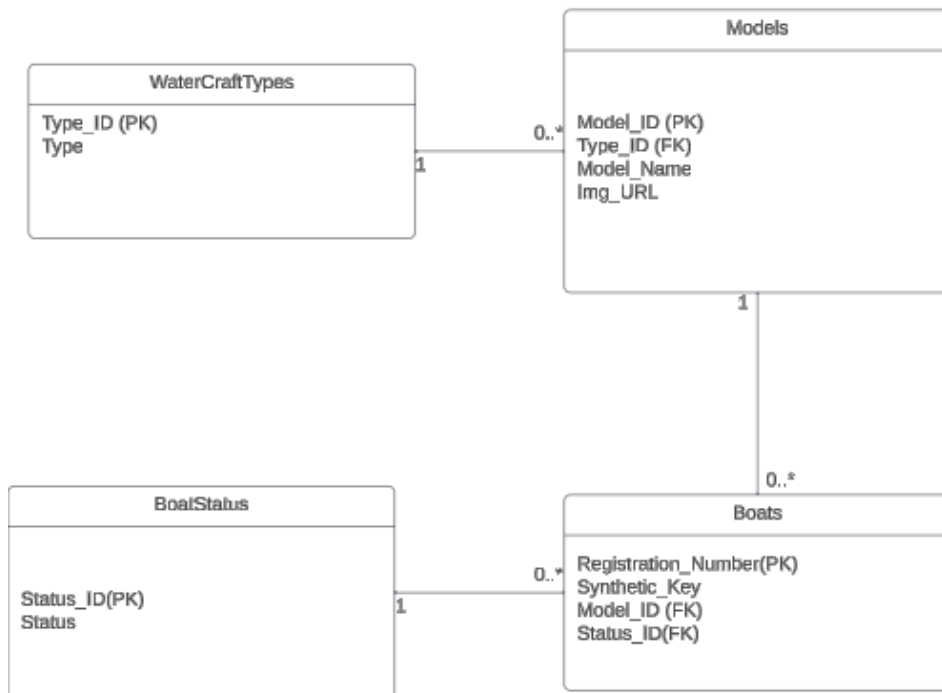 Models
WaterCraftTypes
Type_ID (PK)
Type
0..*
1
Model_ID (PK)
Type_ID (FK)
Model_Name
Img_URL
1
0..*
BoatStatus
Status_ID(PK)
Status
0..*
1
Boats
Registration_Number(PK)
Synthetic_Key
Model_ID (FK)
Status_ID(FK)